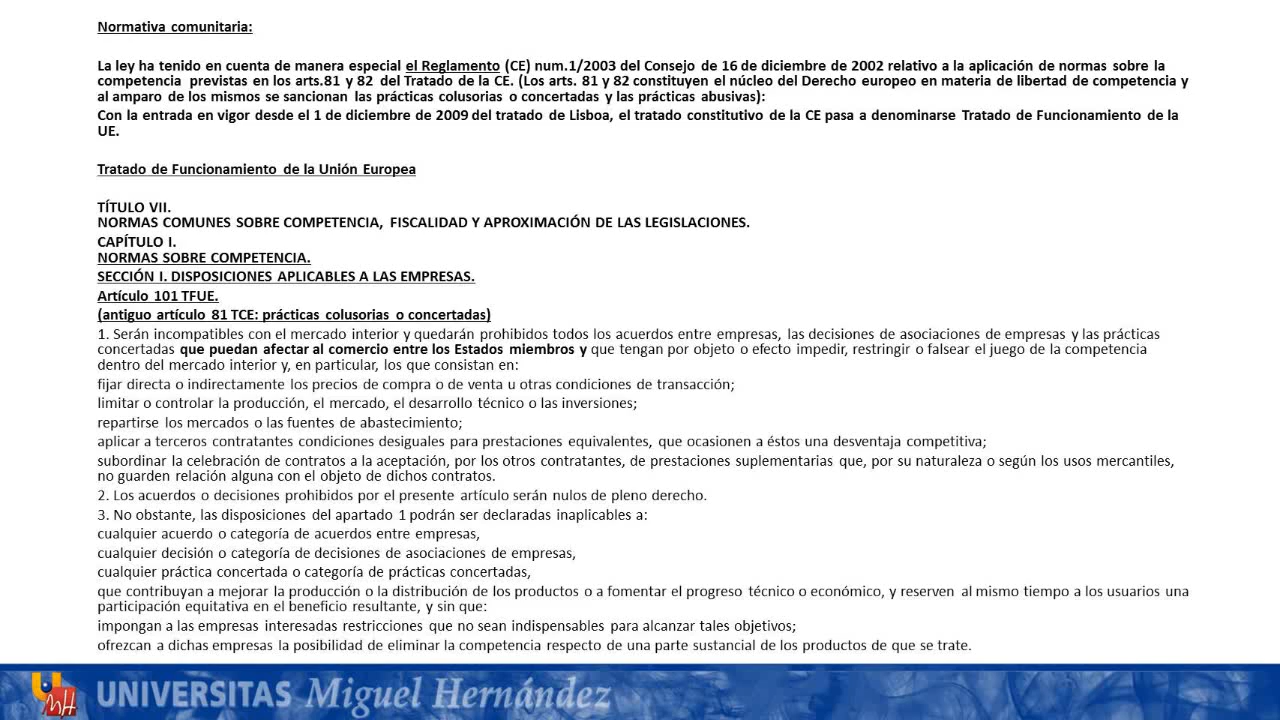 Normativa comunitaria:
La ley ha tenido en cuenta de manera especial el Reglamento (CE) num.1/2003 del Consejo de 16 de diciembre de 2002 relativo a la aplicación de normas sobre la
competencia previstas en los arts.81 y 82 del Tratado de la CE. (Los arts. 81 y 82 constituyen el núcleo del Derecho europeo en materia de libertad de competencia y
al amparo de los mismos se sancionan las prácticas colusorias o concertadas y las prácticas abusivas):
Con la entrada en vigor desde el 1 de diciembre de 2009 del tratado de Lisboa, el tratado constitutivo de la CE pasa a denominarse Tratado de Funcionamiento de la
UE.
Tratado de Funcionamiento de la Unión Europea
TÍTULO VII.
NORMAS COMUNES SOBRE COMPETENCIA, FISCALIDAD Y APROXIMACIÓN DE LAS LEGISLACIONES.
CAPÍTULO I.
NORMAS SOBRE COMPETENCIA.
SECCIÓN I. DISPOSICIONES APLICABLES A LAS EMPRESAS.
Artículo 101 TFUE.
(antiguo artículo 81 TCE: prácticas colusorias o concertadas)
1. Serán incompatibles con el mercado interior y quedarán prohibidos todos los acuerdos entre empresas, las decisiones de asociaciones de empresas y las prácticas
concertadas que puedan afectar al comercio entre los Estados miembros y que tengan por objeto o efecto impedir, restringir o falsear el juego de la competencia
dentro del mercado interior y, en particular, los que consistan en:
fijar directa o indirectamente los precios de compra o de venta u otras condiciones de transacción;
limitar o controlar la producción, el mercado, el desarrollo técnico o las inversiones;
repartirse los mercados o las fuentes de abastecimiento;
aplicar a terceros contratantes condiciones desiguales para prestaciones equivalentes, que ocasionen a éstos una desventaja competitiva;
subordinar la celebración de contratos a la aceptación, por los otros contratantes, de prestaciones suplementarias que, por su naturaleza o según los usos mercantiles,
no guarden relación alguna con el objeto de dichos contratos.
2. Los acuerdos o decisiones prohibidos por el presente artículo serán nulos de pleno derecho.
3. No obstante, las disposiciones del apartado 1 podrán ser declaradas inaplicables a:
cualquier acuerdo o categoría de acuerdos entre empresas,
cualquier decisión o categoría de decisiones de asociaciones de empresas,
cualquier práctica concertada o categoría de prácticas concertadas,
que contribuyan a mejorar la producción o la distribución de los productos o a fomentar el progreso técnico o económico, y reserven al mismo tiempo a los usuarios una
participación equitativa en el beneficio resultante, y sin que:
impongan a las empresas interesadas restricciones que no sean indispensables para alcanzar tales objetivos;
ofrezcan a dichas empresas la posibilidad de eliminar la competencia respecto de una parte sustancial de los productos de que se trate.
UNIVERSITAS Miguel Hernández